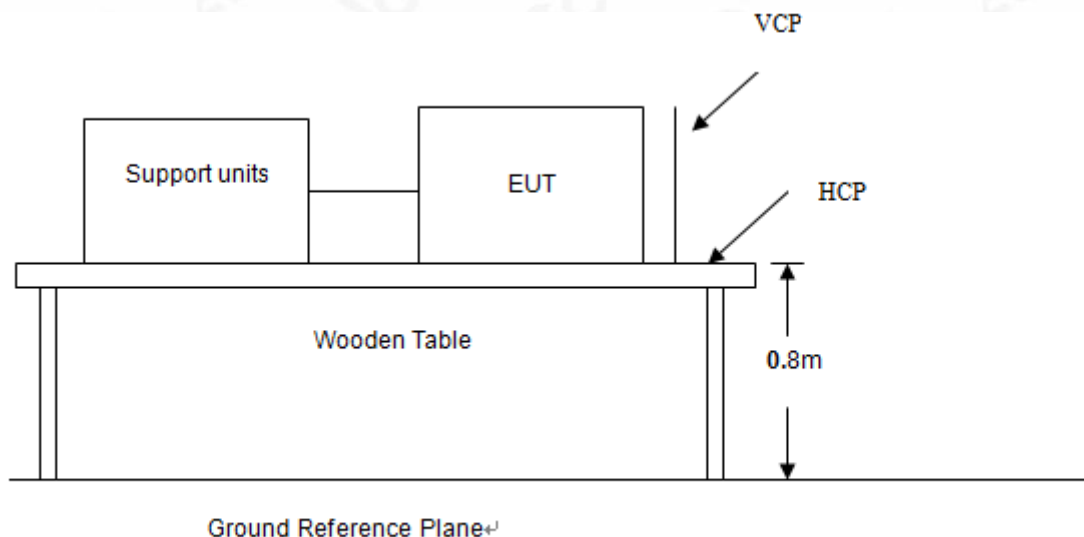 VCP
Support units
EUT
HCP
Wooden Table
0.8m
Ground Reference Plane↵